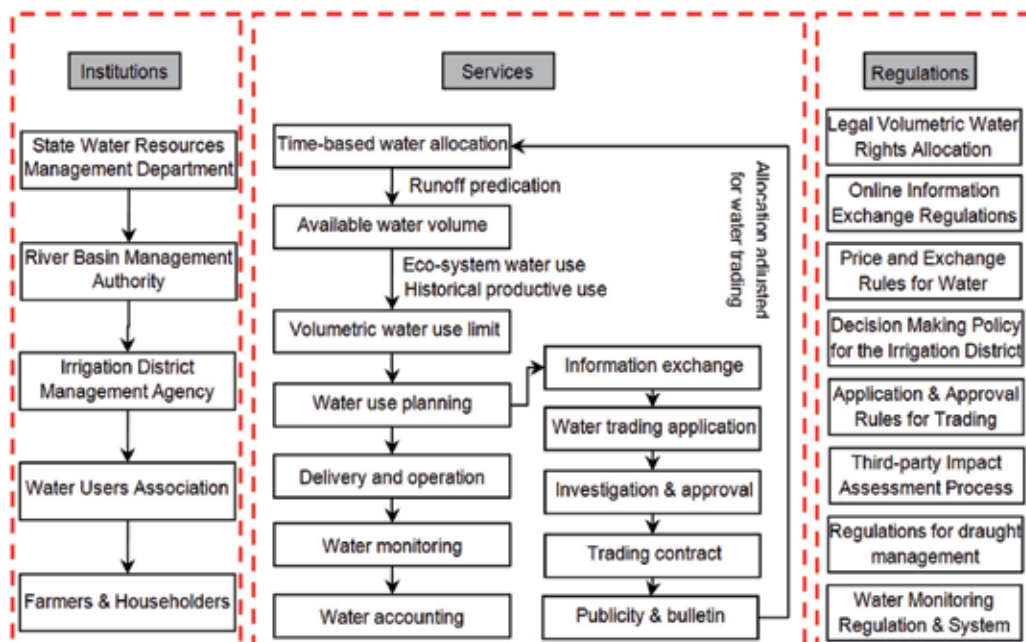 Institutions
State Water Resources
Management Department
River Basin Management
Authority
Irrigation District
Management Agency
Water Users Association
Farmers & Householders
Services
Time-based water allocation
Runoff predication
Available water volume
Eco-system water use
Historical productive use
Volumetric water use limit
Water use planning
Delivery and operation
Water monitoring
Water accounting
Information exchange
Water trading application
Investigation & approval
Trading contract
Publicity & bulletin
Allocation adjusted
for water trading
Regulations
Legal Volumetric Water
Rights Allocation
Online Information
Exchange Regulations
Price and Exchange
Rules for Water
Decision Making Policy
for the Irrigation District
Application & Approval
Rules for Trading
Third-party Impact
Assessment Process
Regulations for draught
management
Water Monitoring
Regulation & System